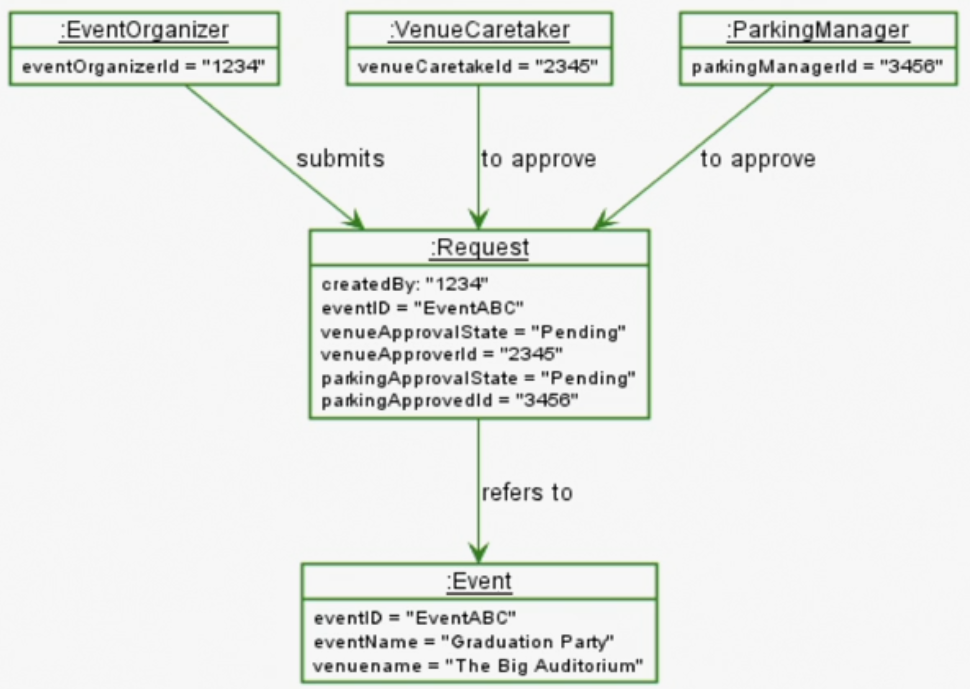 :EventOrganizer
eventOrganizerId = "1234"
:VenueCaretaker
venueCaretakeId = "2345"
:ParkingManager
parkingManagerId = "3456"
submits
to approve
to approve
:Request
createdBy: "1234"
eventID = "EventABC"
venueApprovalState = "Pending"
venueApproverId = "2345"
parkingApprovalState = "Pending"
parkingApprovedId = "3456"
refers to
:Event
eventID = "EventABC"
eventName = "Graduation Party"
venuename = "The Big Auditorium"